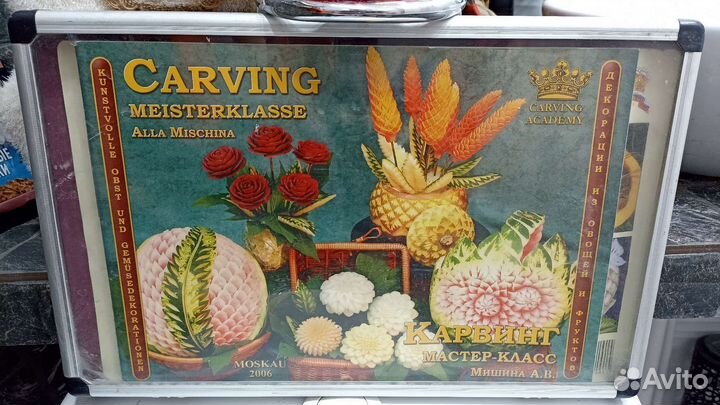 CARVING
MEISTERKLASSE
ALLA MISCHINA
CARVING
ACADEMY
KUNSTVOLLE OBST UND GEMÜSEDEKORATIONEN
ДЕКОРАЦИИ ИЗ ОВОЩЕЙ И ФРУКТОВ
КАРВИНГ
МАСТЕР-КЛАСС
МИШИНА А.В.
MOSKAU
2006
Avito